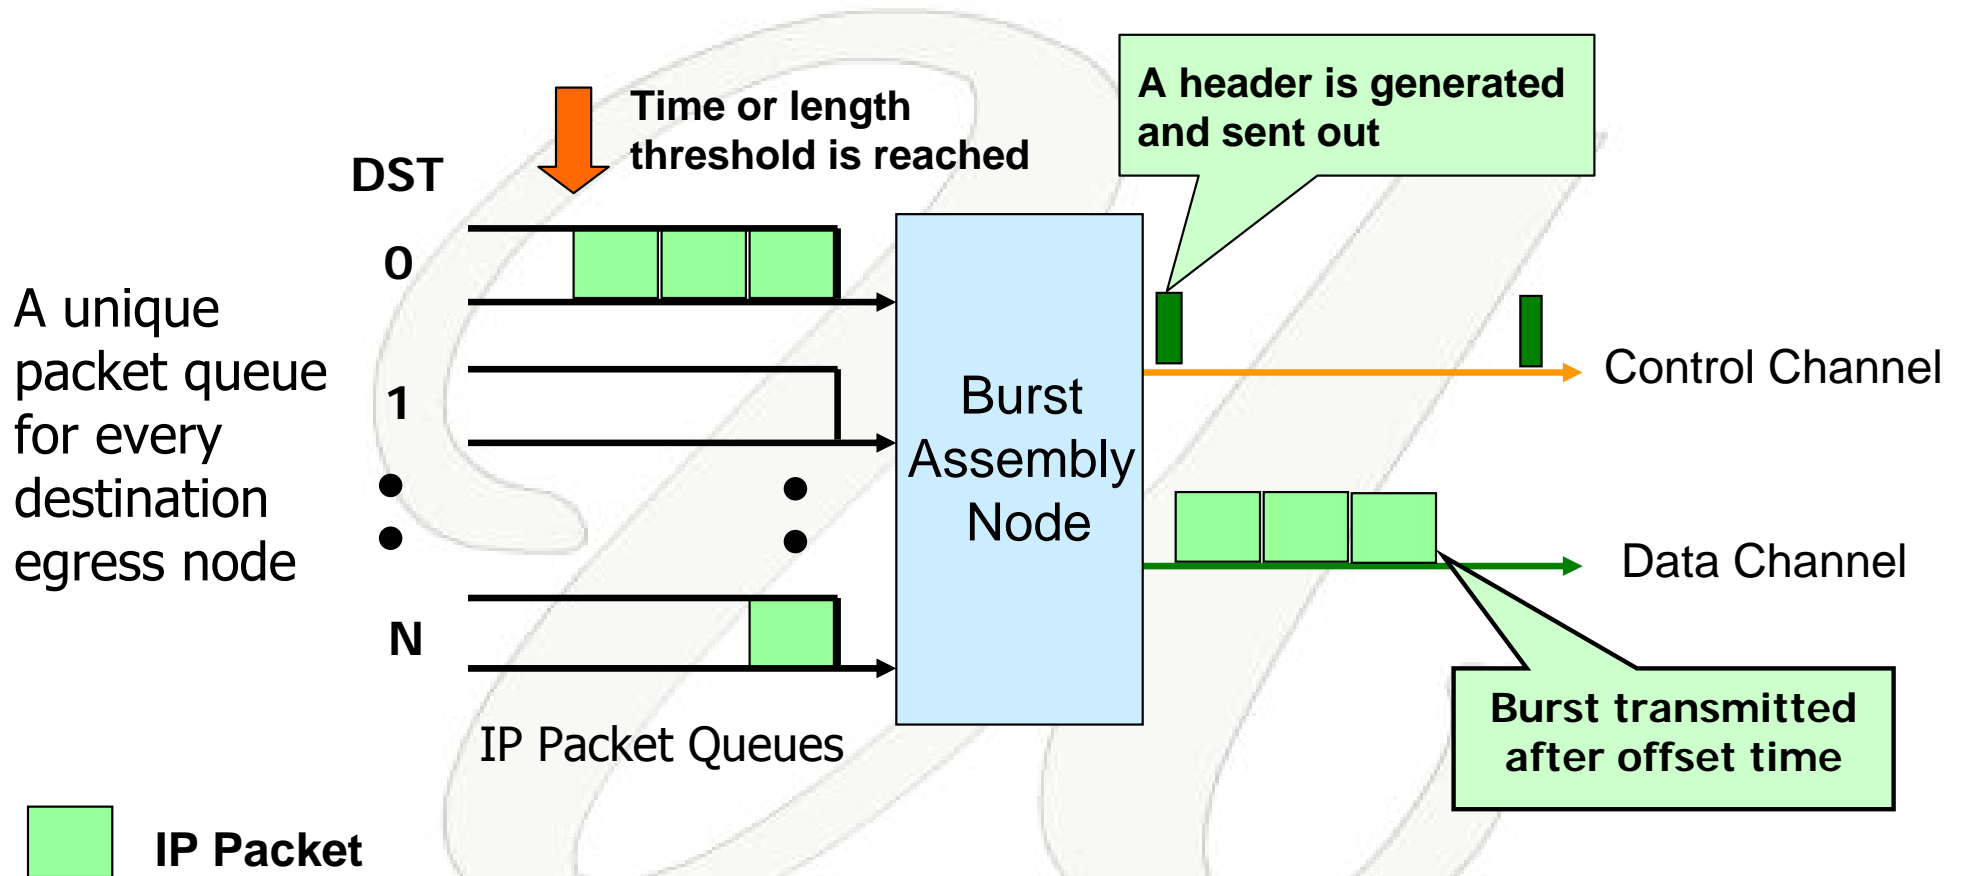 A header is generated
and sent out
Time or length
threshold is reached
DST
0
A unique
packet queue
for every
destination
egress node
1
N
Burst
Assembly
Node
Control Channel
Data Channel
Burst transmitted
after offset time
IP Packet Queues
IP Packet